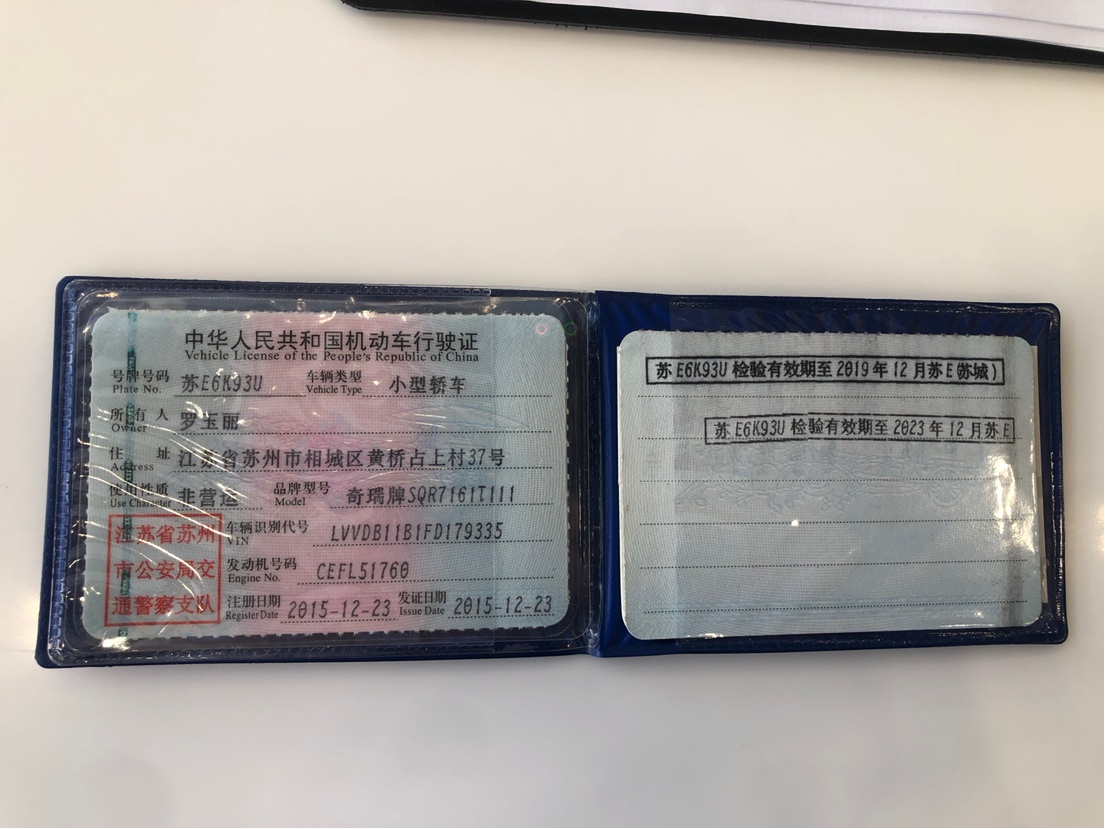 中华人民共和国机动车行驶证
Vehicle License of the People's Republic of China
号牌号码 苏E6K93U 车辆类型 小型轿车
Plate No. Vehicle Type
所有人 罗玉丽
Owner
住址 江苏省苏州市相城区黄桥占上村37号
Address
使用性质 非营运 品牌型号 奇瑞牌SQR7161T111
Use Character Model
江苏省苏州
市公安局交
通警察支队
车辆识别代号 LVVDB11B1FD179335
VIN
发动机号码 CEFL51760
Engine No.
注册日期 2015-12-23 发证日期 2015-12-23
Register Date Issue Date
苏E6K93U检验有效期至2019年12月苏E(苏城)
苏E6K93U检验有效期至2023年12月苏E